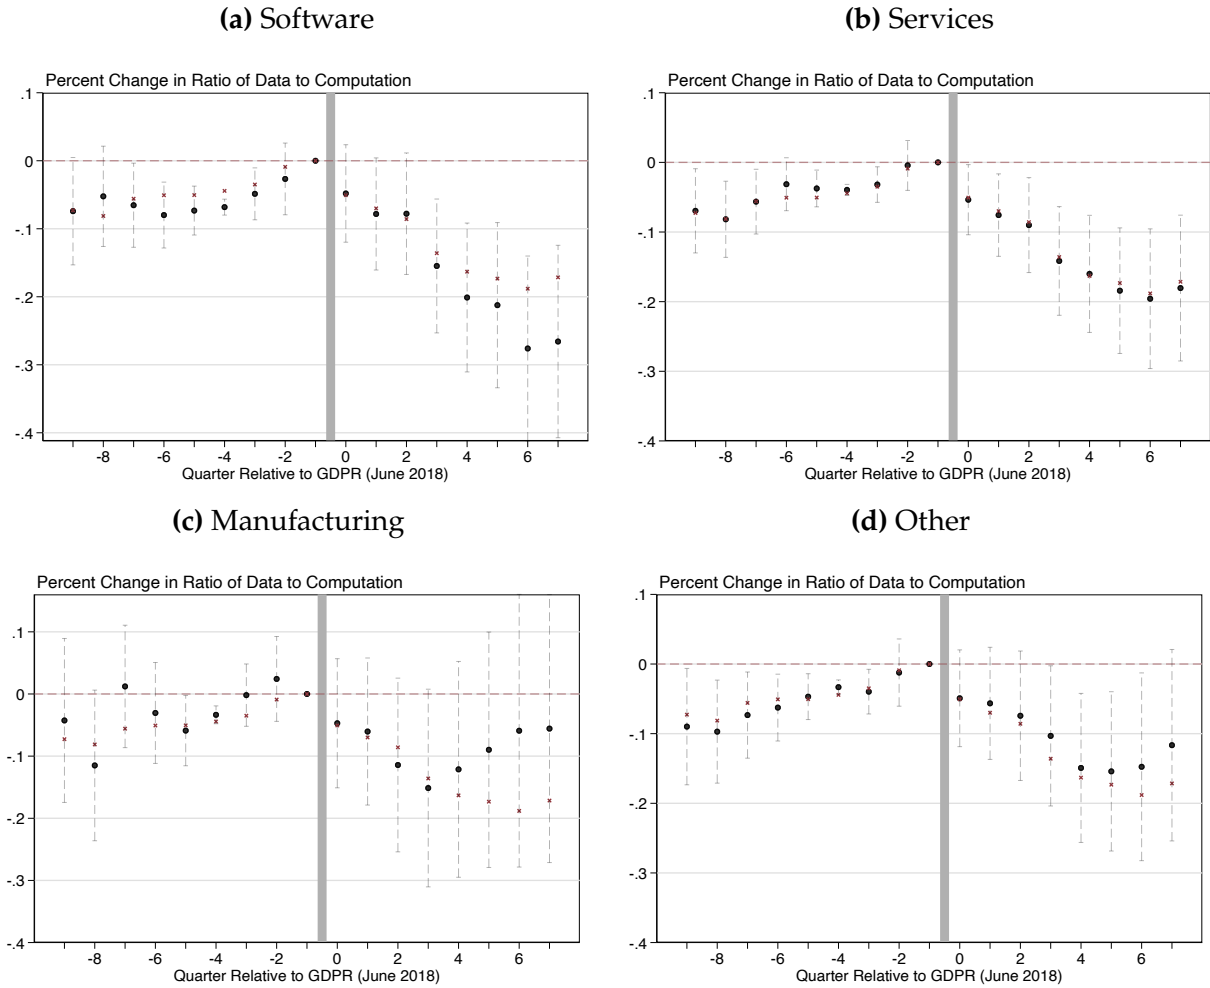 (a) Software
Percent Change in Ratio of Data to Computation
.1
0
-.1
-.2
-.3
-.4
-8 -6 -4 -2 0 2 4 6
Quarter Relative to GDPR (June 2018)
(b) Services
Percent Change in Ratio of Data to Computation
.1
0
-.1
-.2
-.3
-.4
-8 -6 -4 -2 0 2 4 6
Quarter Relative to GDPR (June 2018)
(c) Manufacturing
Percent Change in Ratio of Data to Computation
.1
0
-.1
-.2
-.3
-.4
-8 -6 -4 -2 0 2 4 6
Quarter Relative to GDPR (June 2018)
(d) Other
Percent Change in Ratio of Data to Computation
.1
0
-.1
-.2
-.3
-.4
-8 -6 -4 -2 0 2 4 6
Quarter Relative to GDPR (June 2018)